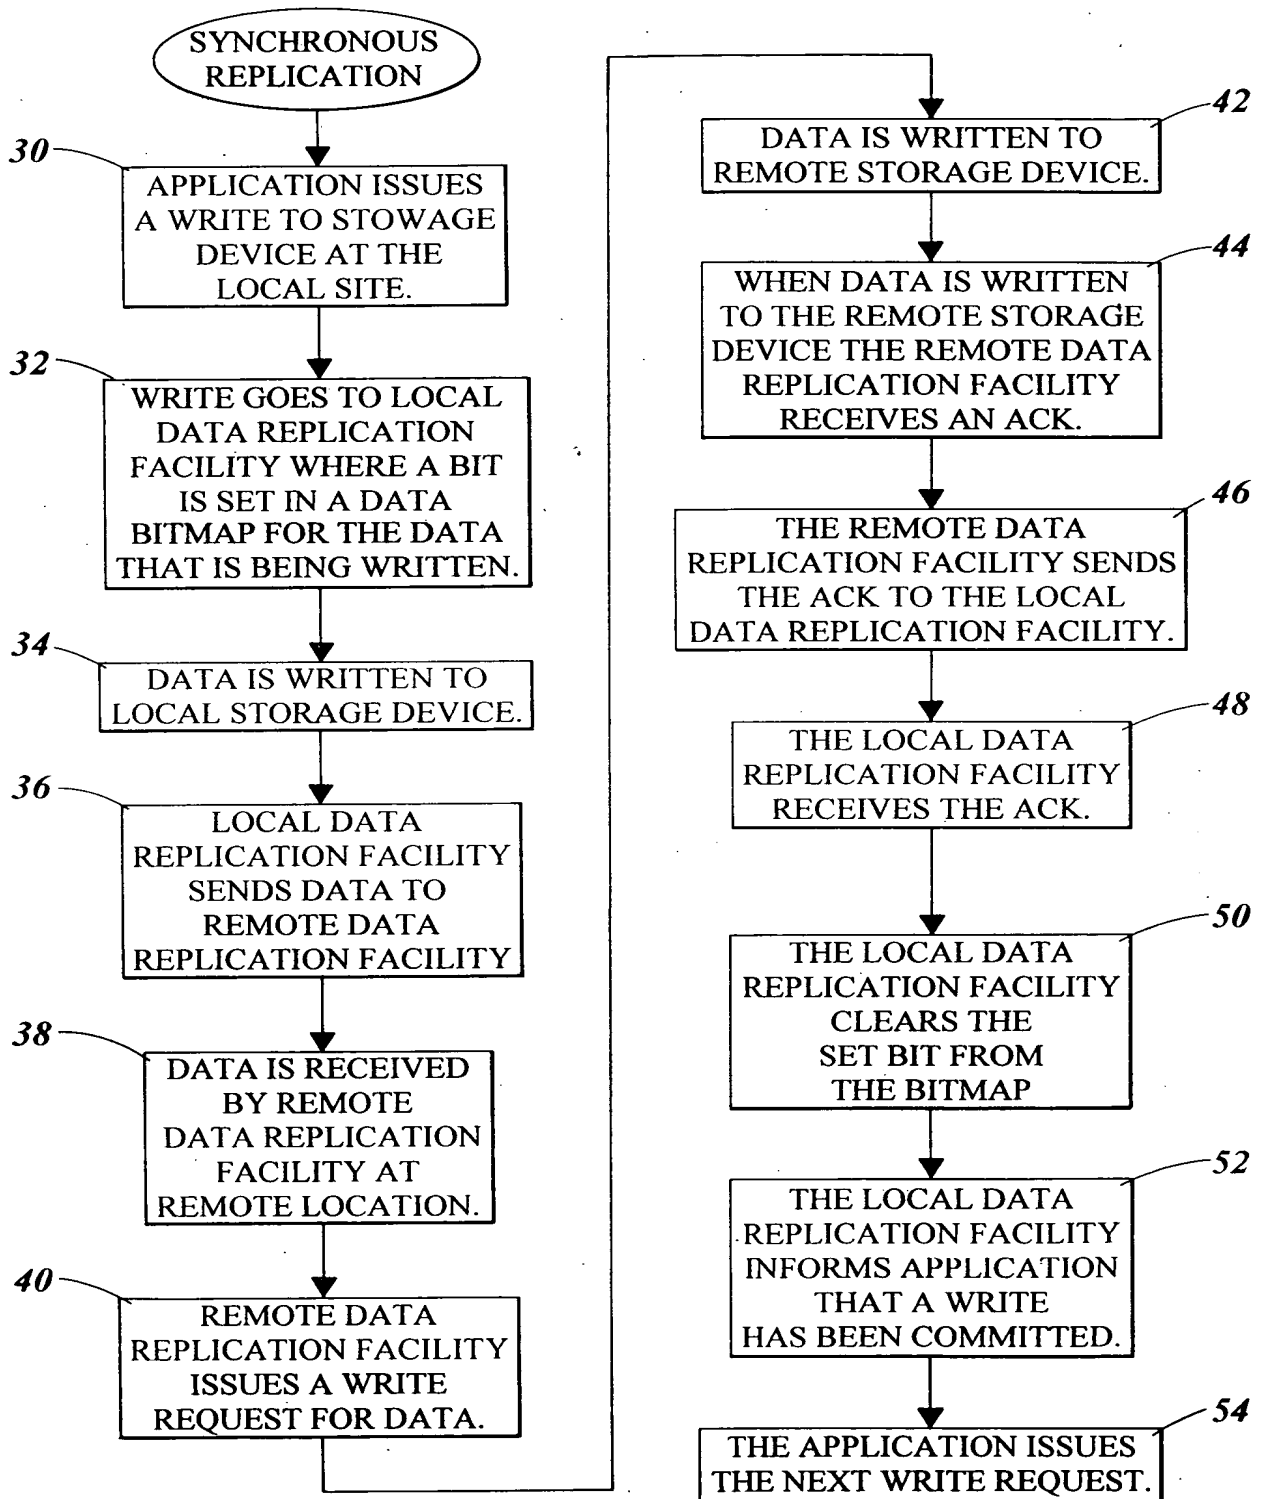 SYNCHRONOUS
REPLICATION
30
APPLICATION ISSUES
A WRITE TO STOWAGE
DEVICE AT THE
LOCAL SITE.
32
WRITE GOES TO LOCAL
DATA REPLICATION
FACILITY WHERE A BIT
IS SET IN A DATA
BITMAP FOR THE DATA
THAT IS BEING WRITTEN.
34
DATA IS WRITTEN TO
LOCAL STORAGE DEVICE.
36
LOCAL DATA
REPLICATION FACILITY
SENDS DATA TO
REMOTE DATA
REPLICATION FACILITY
38
DATA IS RECEIVED
BY REMOTE
DATA REPLICATION
FACILITY AT
REMOTE LOCATION.
40
REMOTE DATA
REPLICATION FACILITY
ISSUES A WRITE
REQUEST FOR DATA.
42
DATA IS WRITTEN TO
REMOTE STORAGE DEVICE.
44
WHEN DATA IS WRITTEN
TO THE REMOTE STORAGE
DEVICE THE REMOTE DATA
REPLICATION FACILITY
RECEIVES AN ACK.
46
THE REMOTE DATA
REPLICATION FACILITY SENDS
THE ACK TO THE LOCAL
DATA REPLICATION FACILITY.
48
THE LOCAL DATA
REPLICATION FACILITY
RECEIVES THE ACK.
50
THE LOCAL DATA
REPLICATION FACILITY
CLEARS THE
SET BIT FROM
THE BITMAP
52
THE LOCAL DATA
REPLICATION FACILITY
INFORMS APPLICATION
THAT A WRITE
HAS BEEN COMMITTED.
54
THE APPLICATION ISSUES
THE NEXT WRITE REQUEST.